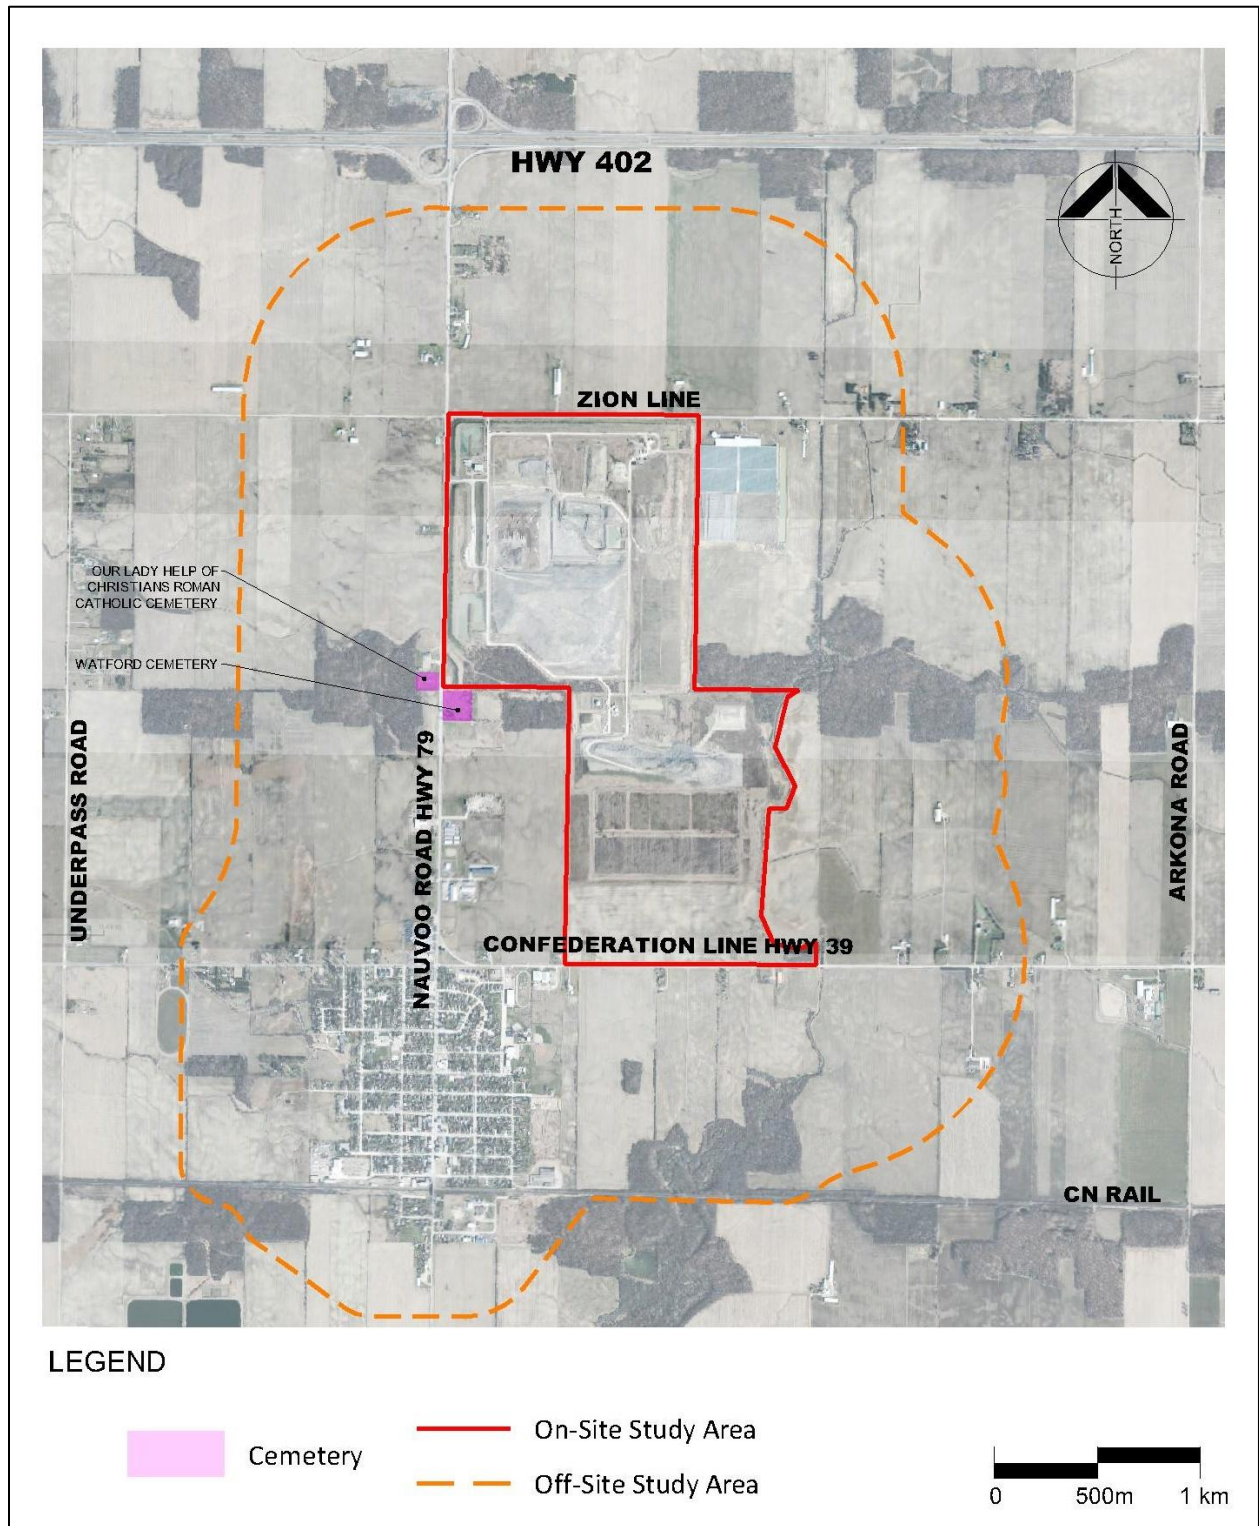 HWY 402
NORTH
ZION LINE
OUR LADY HELP OF
CHRISTIANS ROMAN
CATHOLIC CEMETERY
WATFORD CEMETERY
UNDERPASS ROAD
NAUVOO ROAD HWY 79
ARKONA ROAD
CONFEDERATION LINE HWY 39
CN RAIL
LEGEND
Cemetery
On-Site Study Area
Off-Site Study Area
0 500m 1 km